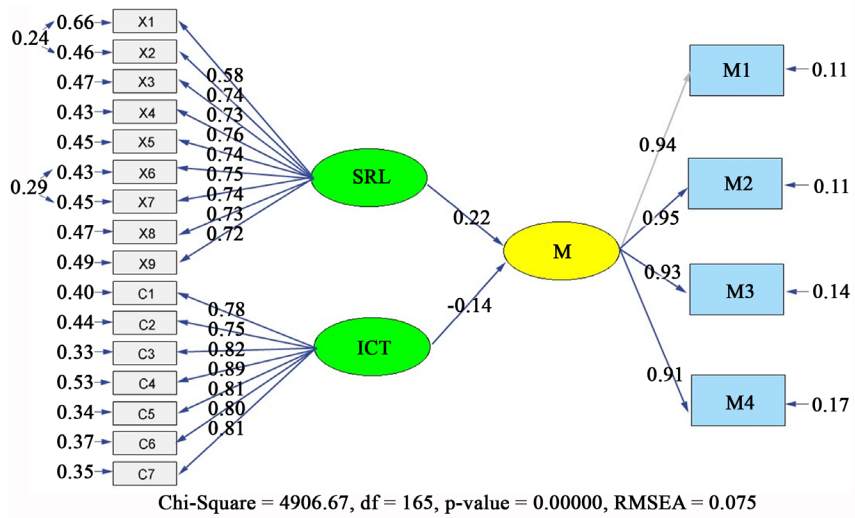 0.66 X1
0.24
0.46 X2
0.47 X3
0.43 X4
0.45 X5
0.43 X6
0.29
0.45 X7
0.47 X8
0.49 X9
0.40 C1
0.44 C2
0.33 C3
0.53 C4
0.34 C5
0.37 C6
0.35 C7
0.58
0.74
0.73
0.76
0.74
0.75
0.74
0.73
0.72
0.78
0.75
0.82
0.89
0.81
0.80
0.81
SRL
ICT
0.22
-0.14
M
0.94
0.95
0.93
0.91
M1 0.11
M2 0.11
M3 0.14
M4 0.17
Chi-Square = 4906.67, df = 165, p-value = 0.00000, RMSEA = 0.075